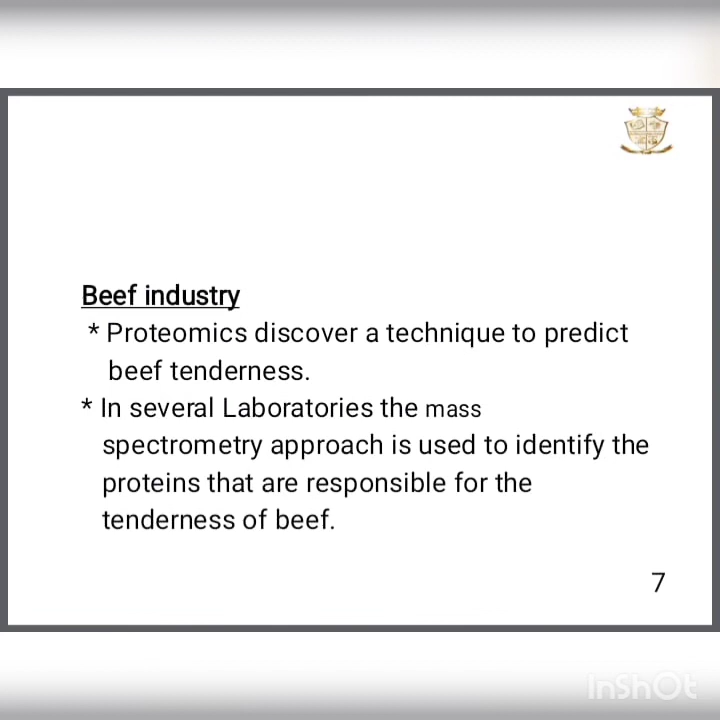 Beef industry
* Proteomics discover a technique to predict
beef tenderness.
* In several Laboratories the mass
spectrometry approach is used to identify the
proteins that are responsible for the
tenderness of beef.
7
InShOt